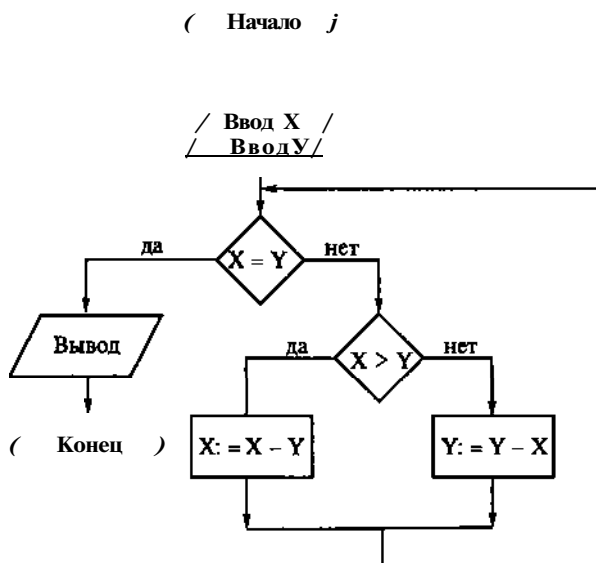 ( Начало j
/ Ввод X /
/ Ввод У /
да
X = Y
нет
Вывод
да
X > Y
нет
( Конец )
X: = X – Y
Y: = Y – X